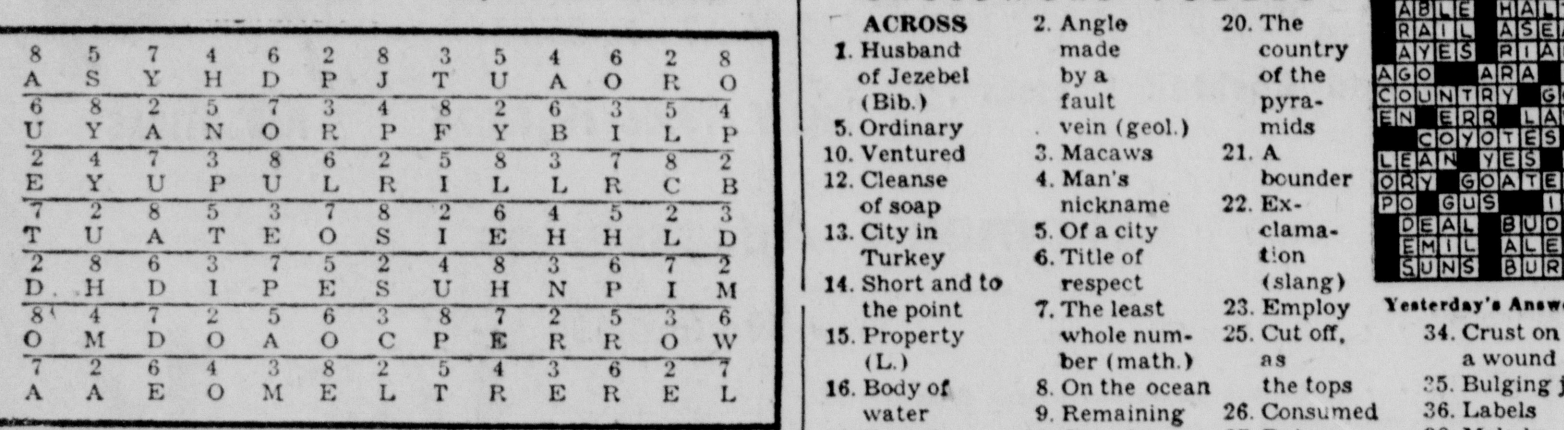 8 5 7 4 6 2 8 3 5 4 6 2 8
A S Y H D P J T U A O R O
6 8 2 5 7 3 4 8 2 6 3 5 4
U Y A N O R P F Y B I L P
2 4 7 3 8 6 2 5 8 3 7 8 2
E Y U P U L R I L L R C B
7 2 8 5 3 7 8 2 6 4 5 2 3
T U A T E O S I E H H L D
2 8 6 3 7 5 2 4 8 3 6 7 2
D H D I P E S U H N P I M
8 4 7 2 5 6 3 8 7 2 5 3 6
O M D O A O C P E R R O W
7 2 6 4 3 8 2 5 4 3 6 2 7
A A E O M E L T R E R E L
ACROSS
1. Husband
of Jezebel
(Bib.)
5. Ordinary
10. Ventured
12. Cleanse
of soap
13. City in
Turkey
14. Short and to
the point
15. Property
(L.)
16. Body of
water
2. Angle
made
by a
fault
vein (geol.)
3. Macaws
4. Man's
nickname
5. Of a city
6. Title of
respect
7. The least
whole num-
ber (math.)
8. On the ocean
9. Remaining
20. The
country
of the
pyra-
mids
21. A
bounder
22. Ex-
clama-
tion
(slang)
23. Employ
25. Cut off,
as
the tops
26. Consumed
ABLE HAL
RAIL ASEA
AYES RIA
AGO ARA
COUNTRY GO
EN ERR LA
COYOTES
LEAN YES
ORY GOATE
PO GUS I
DEAL BUD
EMIL ALE
SUNS BUR
Yesterday's Answ
34. Crust on
a wound
35. Bulging
36. Labels